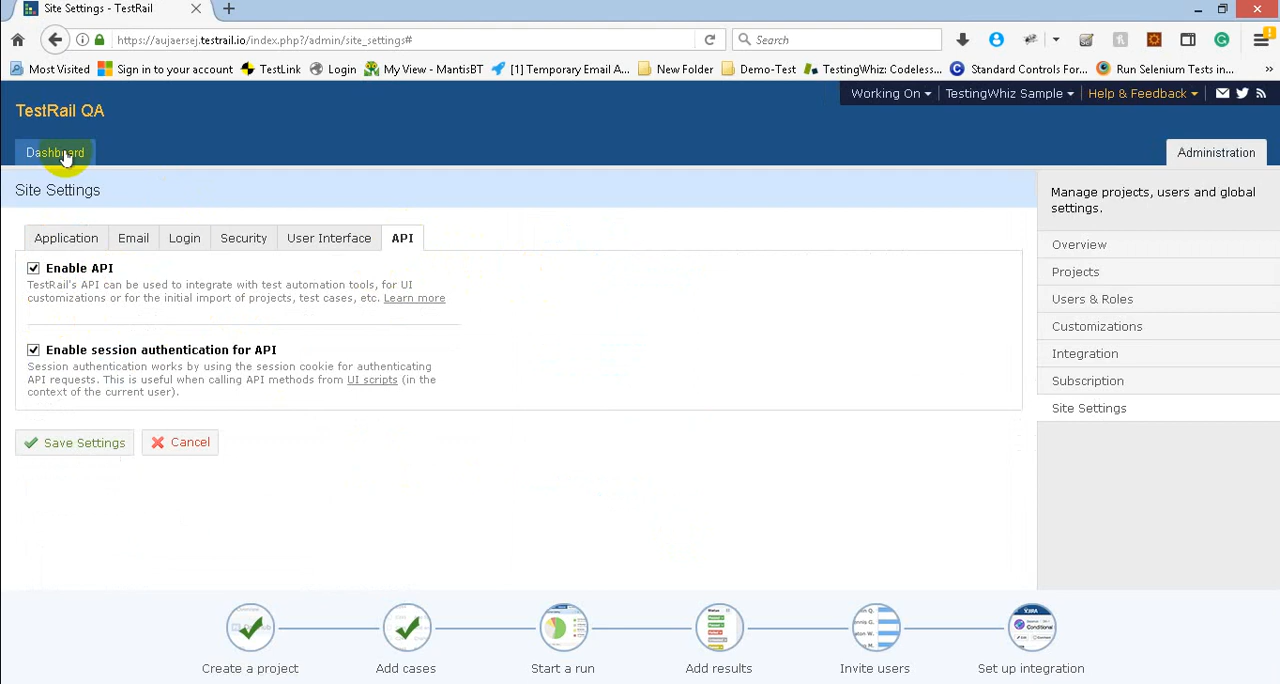 Site Settings - TestRail
https://aujaersej.testrail.io/index.php?/admin/site_settings#
Search
Most Visited
Sign in to your account
TestLink
Login
My View - MantisBT
[1] Temporary Email A...
New Folder
Demo-Test
TestingWhiz: Codeless...
Standard Controls For...
Run Selenium Tests in...
TestRail QA
Working On
TestingWhiz Sample
Help & Feedback
Dashboard
Administration
Site Settings
Application
Email
Login
Security
User Interface
API
Enable API
TestRail's API can be used to integrate with test automation tools, for UI
customizations or for the initial import of projects, test cases, etc. Learn more
Enable session authentication for API
Session authentication works by using the session cookie for authenticating
API requests. This is useful when calling API methods from UI scripts (in the
context of the current user).
Save Settings
Cancel
Manage projects, users and global
settings.
Overview
Projects
Users & Roles
Customizations
Integration
Subscription
Site Settings
Create a project
Add cases
Start a run
Add results
Invite users
Set up integration